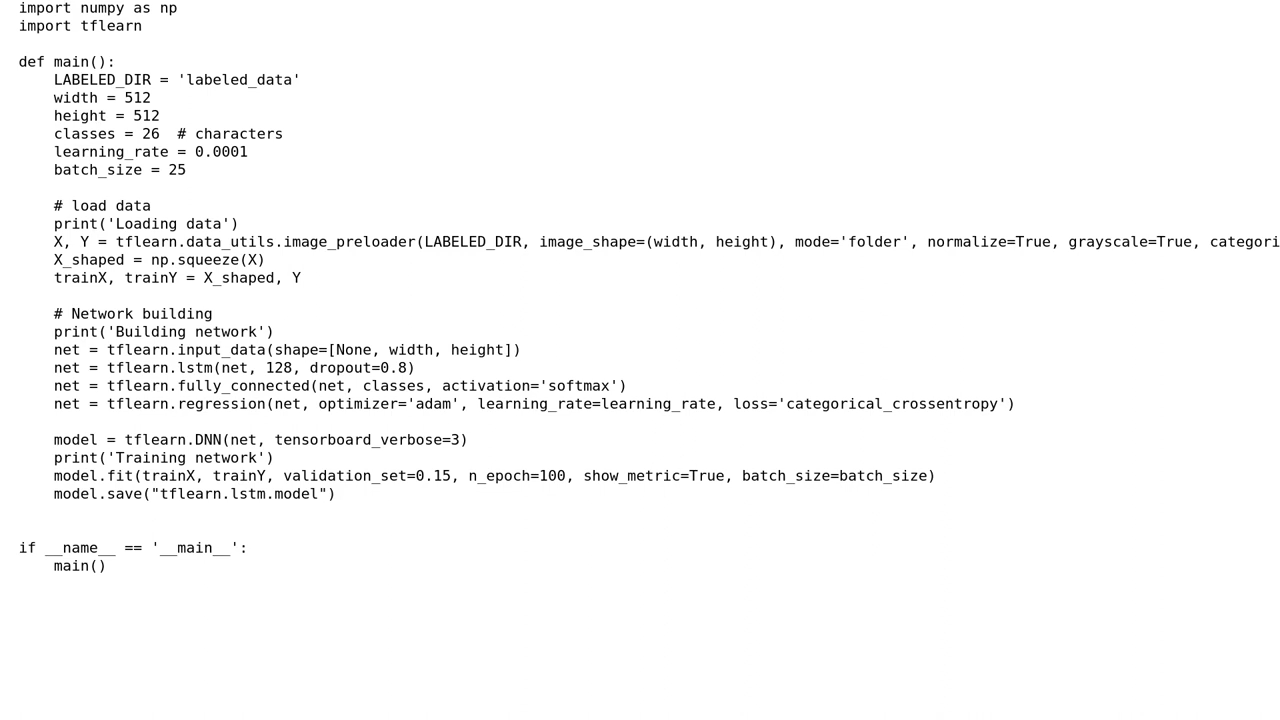 import numpy as np
import tflearn
def main():
    LABELED_DIR = 'labeled_data'
    width = 512
    height = 512
    classes = 26  # characters
    learning_rate = 0.0001
    batch_size = 25
    # load data
    print('Loading data')
    X, Y = tflearn.data_utils.image_preloader(LABELED_DIR, image_shape=(width, height), mode='folder', normalize=True, grayscale=True, categori
    X_shaped = np.squeeze(X)
    trainX, trainY = X_shaped, Y
    # Network building
    print('Building network')
    net = tflearn.input_data(shape=[None, width, height])
    net = tflearn.lstm(net, 128, dropout=0.8)
    net = tflearn.fully_connected(net, classes, activation='softmax')
    net = tflearn.regression(net, optimizer='adam', learning_rate=learning_rate, loss='categorical_crossentropy')
    model = tflearn.DNN(net, tensorboard_verbose=3)
    print('Training network')
    model.fit(trainX, trainY, validation_set=0.15, n_epoch=100, show_metric=True, batch_size=batch_size)
    model.save("tflearn.lstm.model")
if __name__ == '__main__':
    main()